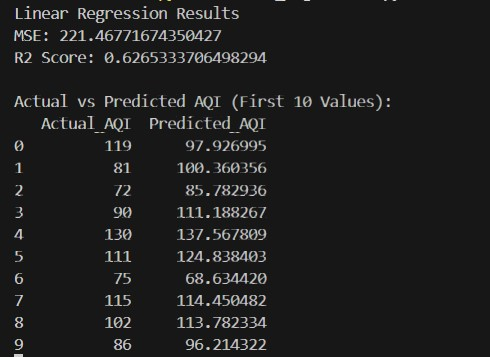 Linear Regression Results
MSE: 221.46771674350427
R2 Score: 0.6265333706498294
Actual vs Predicted AQI (First 10 Values):
Actual_AQI Predicted_AQI
0 119 97.926995
1 81 100.360356
2 72 85.782936
3 90 111.188267
4 130 137.567809
5 111 124.838403
6 75 68.634420
7 115 114.450482
8 102 113.782334
9 86 96.214322